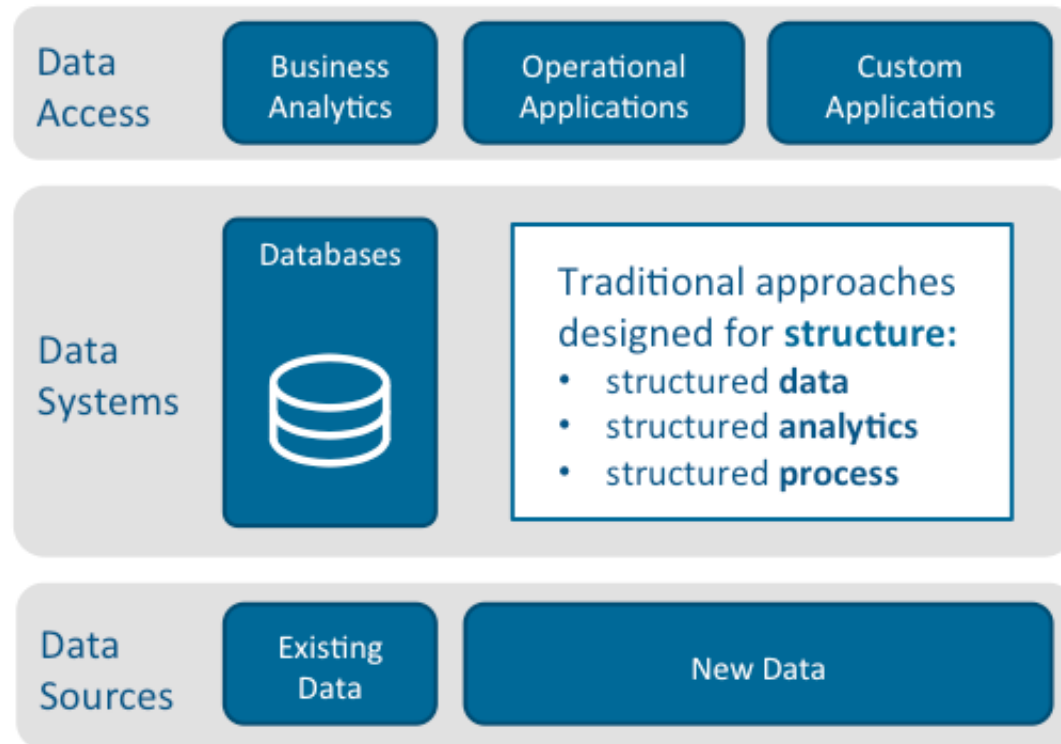 Data
Access
Business
Analytics
Operational
Applications
Custom
Applications
Data
Systems
Databases
Traditional approaches
designed for structure:
• structured data
• structured analytics
• structured process
Data
Sources
Existing
Data
New Data